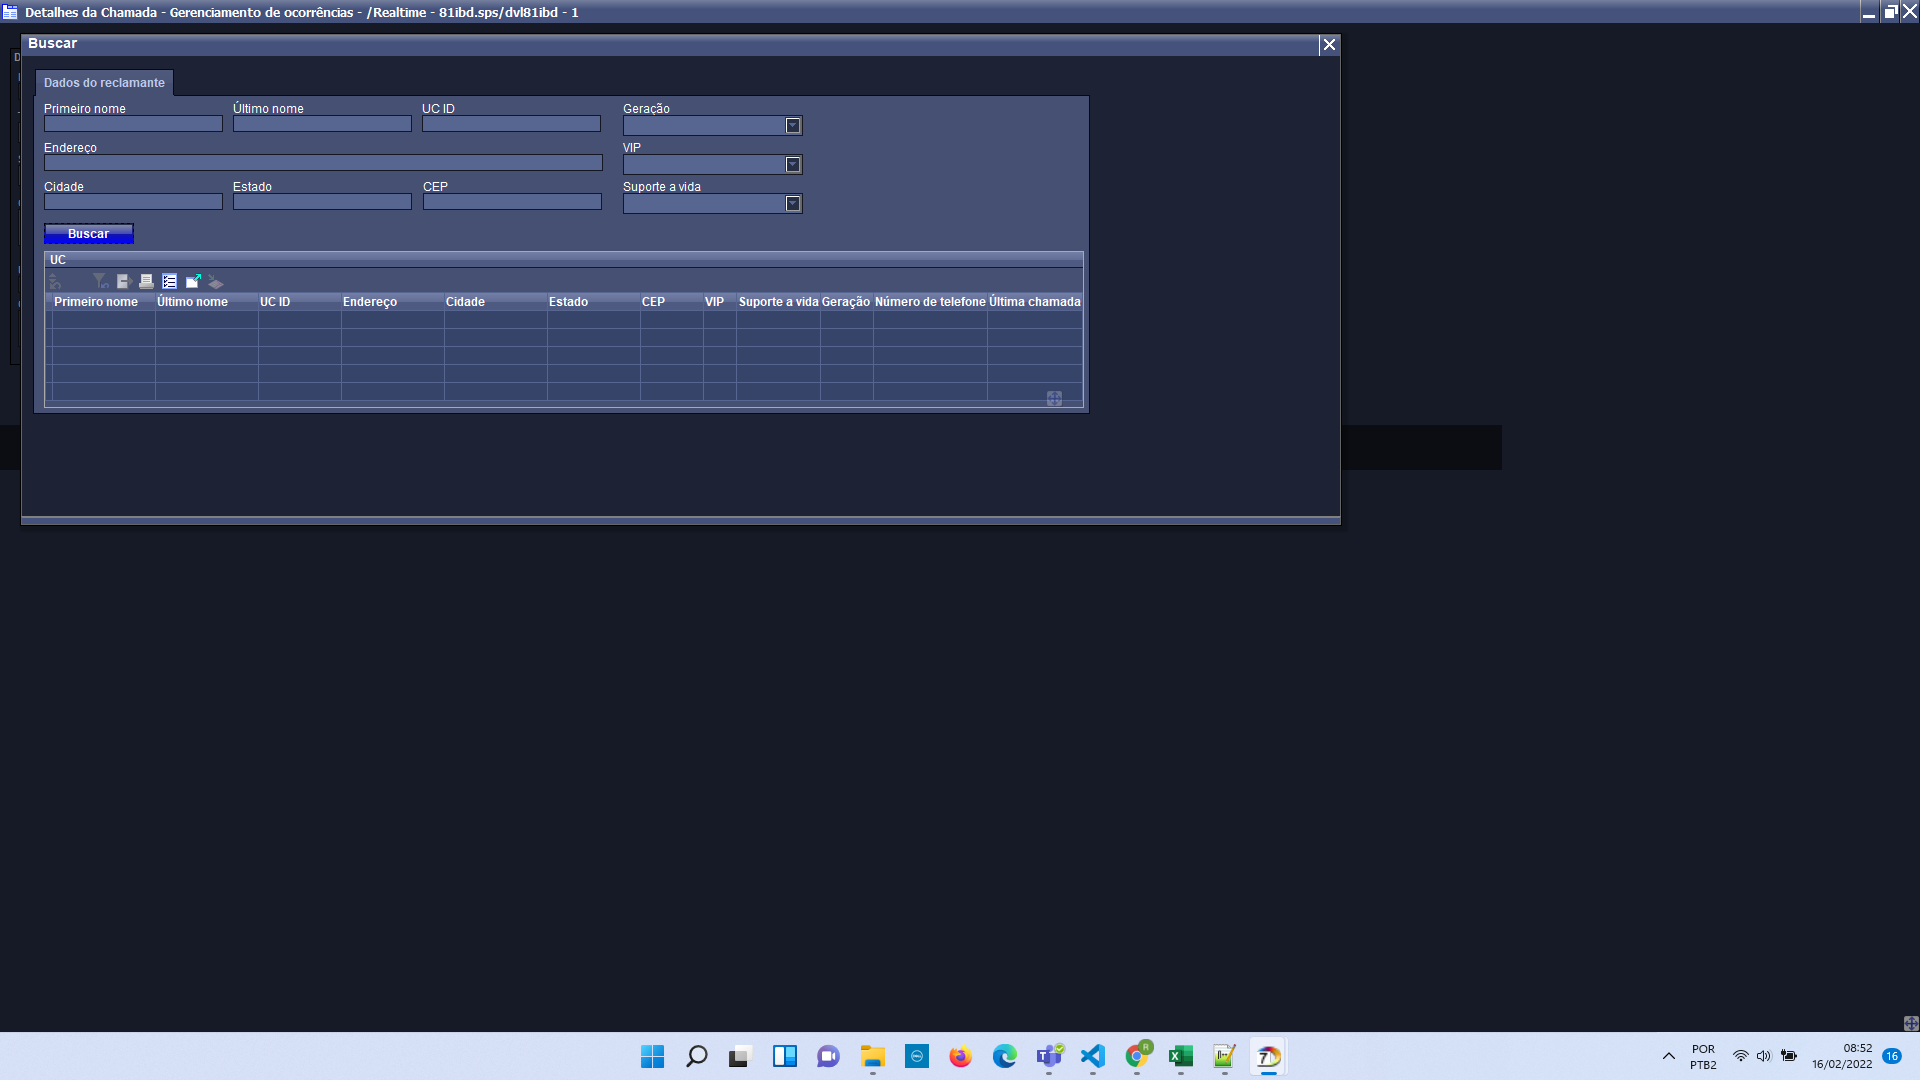 Detalhes da Chamada - Gerenciamento de ocorrências - /Realtime - 81ibd.sps/dvl81ibd - 1
Buscar
Dados do reclamante
Primeiro nome Último nome UC ID Geração
Endereço VIP
Cidade Estado CEP Suporte a vida
Buscar
UC
Primeiro nome Último nome UC ID Endereço Cidade Estado CEP VIP Suporte a vida Geração Número de telefone Última chamada
POR 08:52
PTB2 16/02/2022 16